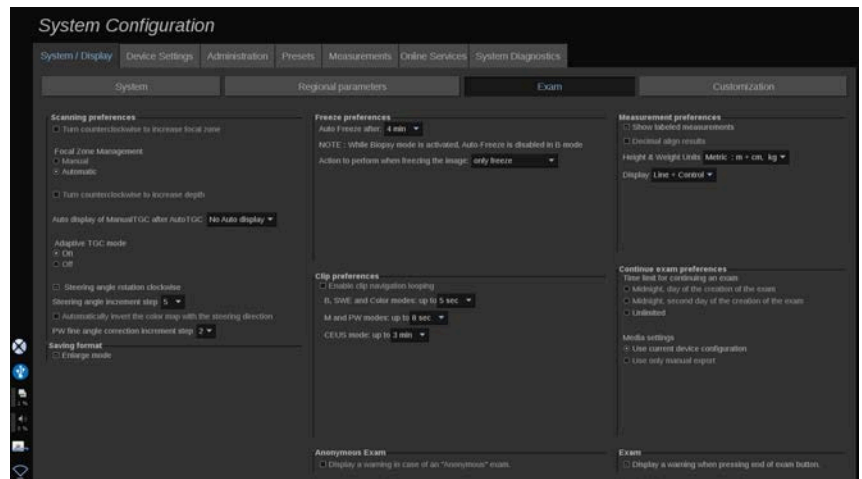 System Configuration
System / Display
Device Settings
Administration
Presets
Measurements
Online Services
System Diagnostics
System
Regional parameters
Exam
Customization
Scanning preferences
Turn counterclockwise to increase focal zone
Focal Zone Management
Manual
Automatic
Turn counterclockwise to increase depth
Auto display of ManualTGC after AutoTGC No Auto display
Adaptive TGC mode
On
Off
Steering angle rotation clockwise
Steering angle increment step 5
Automatically invert the color map with the steering direction
PW fine angle correction increment step 2
Saving format
Enlarge mode
Freeze preferences
Auto Freeze after: 4 min
NOTE : While Biopsy mode is activated, Auto-Freeze is disabled in B mode
Action to perform when freezing the image: only freeze
Clip preferences
Enable clip navigation looping
B, SWE and Color modes: up to 5 sec
M and PW modes: up to 8 sec
CEUS mode: up to 3 min
Anonymous Exam
Display a warning in case of an "Anonymous" exam.
Measurement preferences
Show labeled measurements
Decimal align results
Height & Weight Units Metric : m + cm, kg
Display Line + Control
Continue exam preferences
Time limit for continuing an exam
Midnight, day of the creation of the exam
Midnight, second day of the creation of the exam
Unlimited
Media settings
Use current device configuration
Use only manual export
Exam
Display a warning when pressing end of exam button.